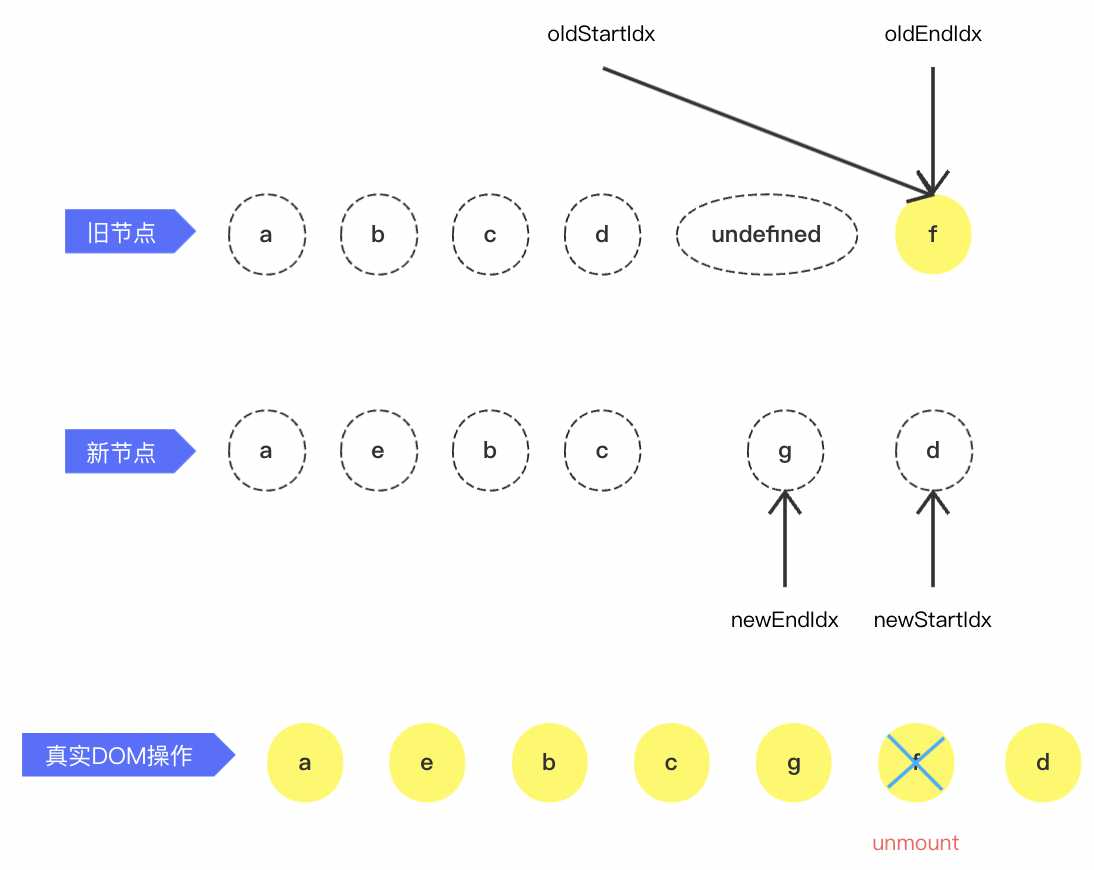 oldStartIdx oldEndIdx
旧节点 a b c d undefined f
新节点 a e b c g d
newEndIdx newStartIdx
真实DOM操作 a e b c g f d
unmount